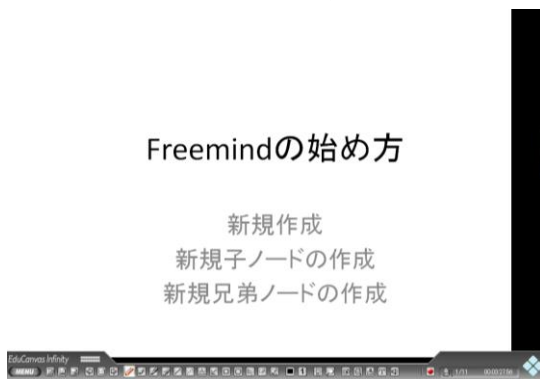 Freemindの始め方
新規作成
新規子ノードの作成
新規兄弟ノードの作成
EduCanvas Infinity
MENU
1/11